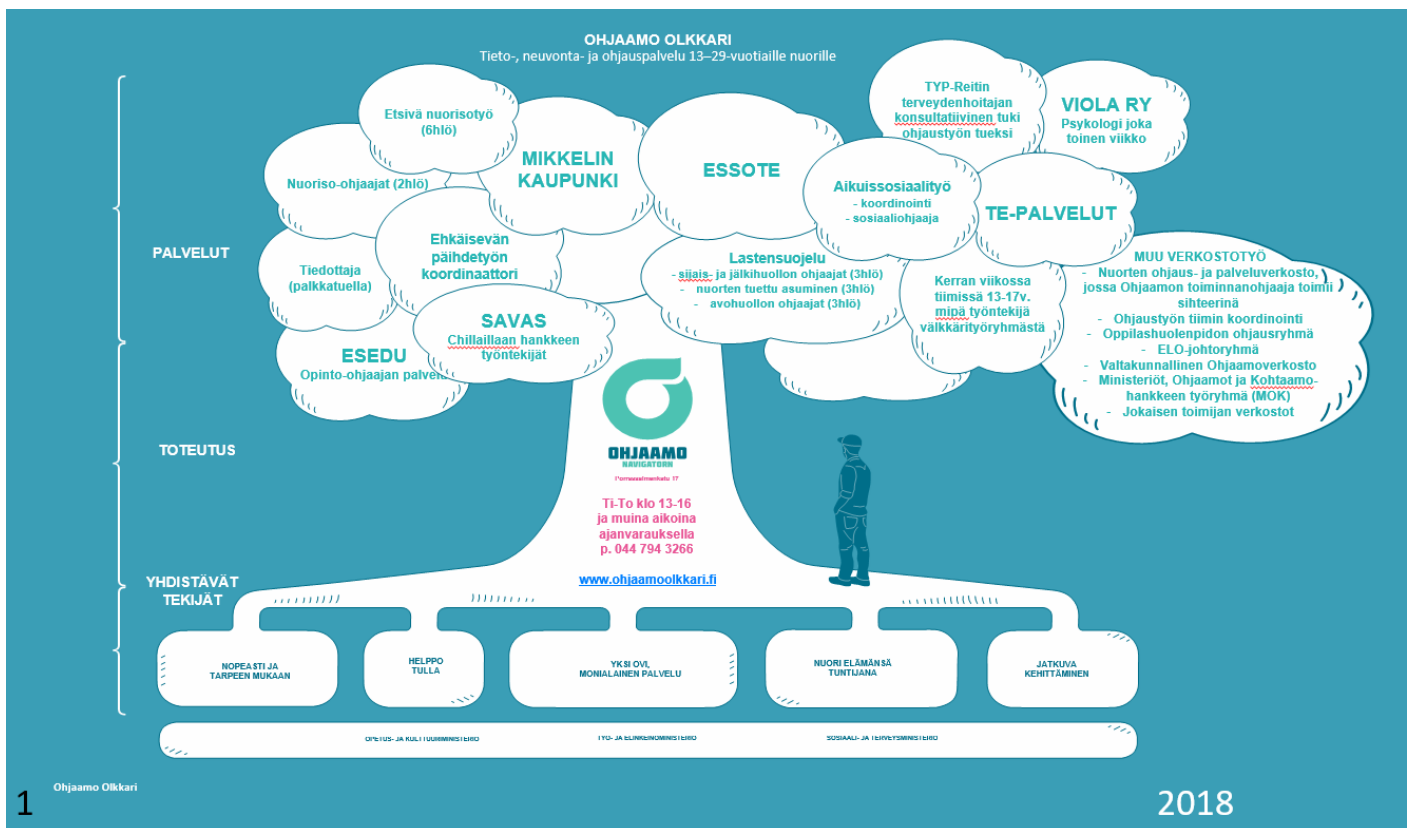 OHJAAMO OLKKARI
Tieto-, neuvonta- ja ohjauspalvelu 13–29-vuotiaille nuorille
PALVELUT
TOTEUTUS
YHDISTÄVÄT
TEKIJÄT
Etsivä nuorisotyö
(6hlö)
Nuoriso-ohjaajat (2hlö)
MIKKELIN
KAUPUNKI
Ehkäisevän
päihdetyön
koordinaattori
Tiedottaja
(palkkatuella)
SAVAS
Chillaillaan hankkeen
työntekijät
ESEDU
Opinto-ohjaajan palvelu
ESSOTE
Lastensuojelu
- sijais- ja jälkihuollon ohjaajat (3hlö)
- nuorten tuettu asuminen (3hlö)
- avohuollon ohjaajat (3hlö)
Aikuissosiaalityö
- koordinointi
- sosiaaliohjaaja
TYP-Reitin
terveydenhoitajan
konsultatiivinen tuki
ohjaustyön tueksi
VIOLA RY
Psykologi joka
toinen viikko
TE-PALVELUT
Kerran viikossa
tiimissä 13-17v.
mipä työntekijä
välkkärityöryhmästä
MUU VERKOSTOTYÖ
- Nuorten ohjaus- ja palveluverkosto,
jossa Ohjaamon toiminnanohjaaja toimii
sihteerinä
- Ohjaustyön tiimin koordinointi
- Oppilashuolenpidon ohjausryhmä
- ELO-johtoryhmä
- Valtakunnallinen Ohjaamoverkosto
- Ministeriöt, Ohjaamot ja Kohtaamo-
hankkeen työryhmä (MOK)
- Jokaisen toimijan verkostot
OHJAAMO
NAVIGATORN
Porrassalmenkatu 17
Ti-To klo 13-16
ja muina aikoina
ajanvarauksella
p. 044 794 3266
www.ohjaamoolkkari.fi
NOPEASTI JA
TARPEEN MUKAAN
HELPPO
TULLA
YKSI OVI,
MONIALAINEN PALVELU
NUORI ELÄMÄNSÄ
TUNTIJANA
JATKUVA
KEHITTÄMINEN
OPETUS- JA KULTTUURIMINISTERIÖ
TYÖ- JA ELINKEINOMINISTERIÖ
SOSIAALI- JA TERVEYSMINISTERIÖ
1
Ohjaamo Olkkari
2018